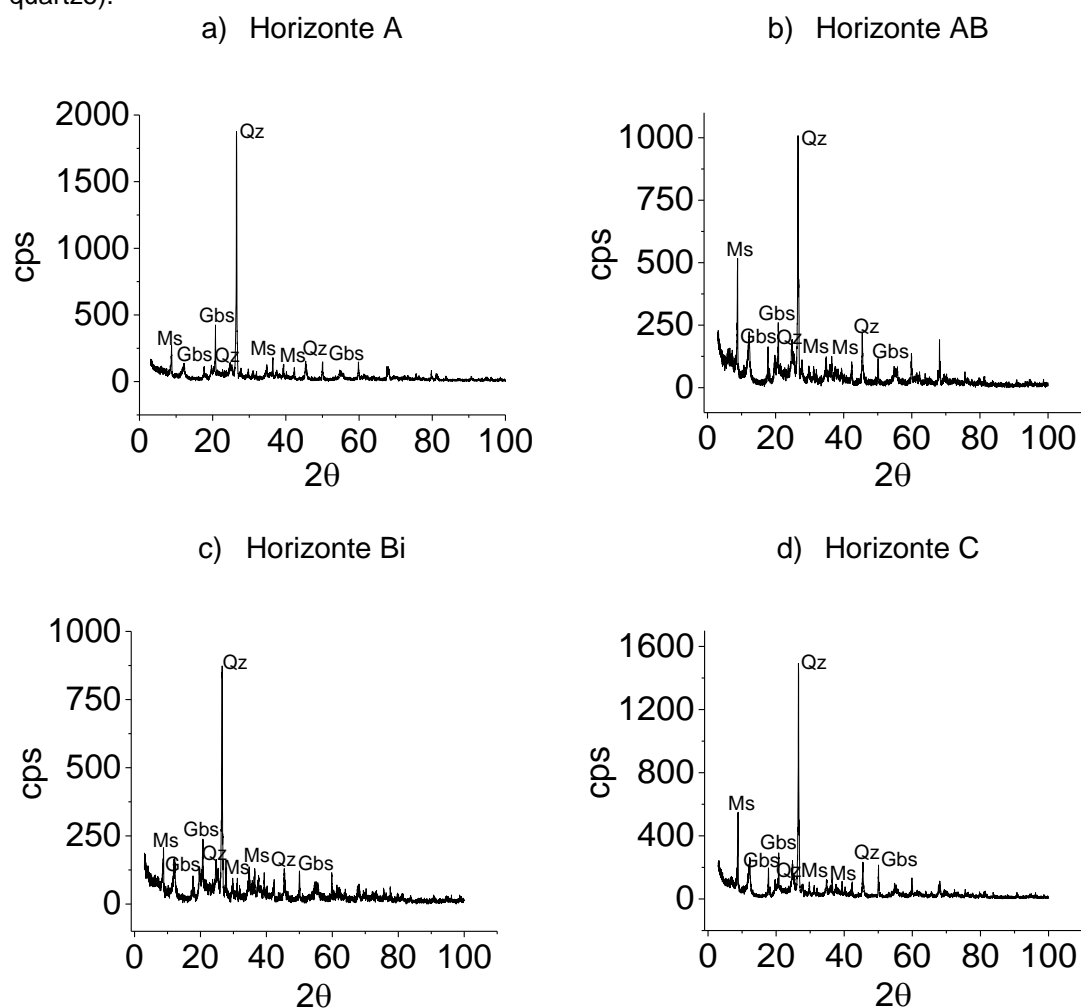 quartzo).
a) Horizonte A
b) Horizonte AB
2000
1500
1000
500
0
cps
Qz
Ms
Gbs
Gbs
Qz
Ms
Ms
Qz
Gbs
0 20 40 60 80 100
2θ
1000
750
500
250
0
cps
Qz
Ms
Gbs
Gbs
Qz
Ms
Ms
Qz
Gbs
0 20 40 60 80 100
2θ
c) Horizonte Bi
d) Horizonte C
1000
750
500
250
0
cps
Qz
Ms
Gbs
Gbs
Qz
Ms
Ms
Qz
Gbs
0 20 40 60 80 100
2θ
1600
1200
800
400
0
cps
Qz
Ms
Gbs
Gbs
Qz
Ms
Ms
Qz
Gbs
0 20 40 60 80 100
2θ